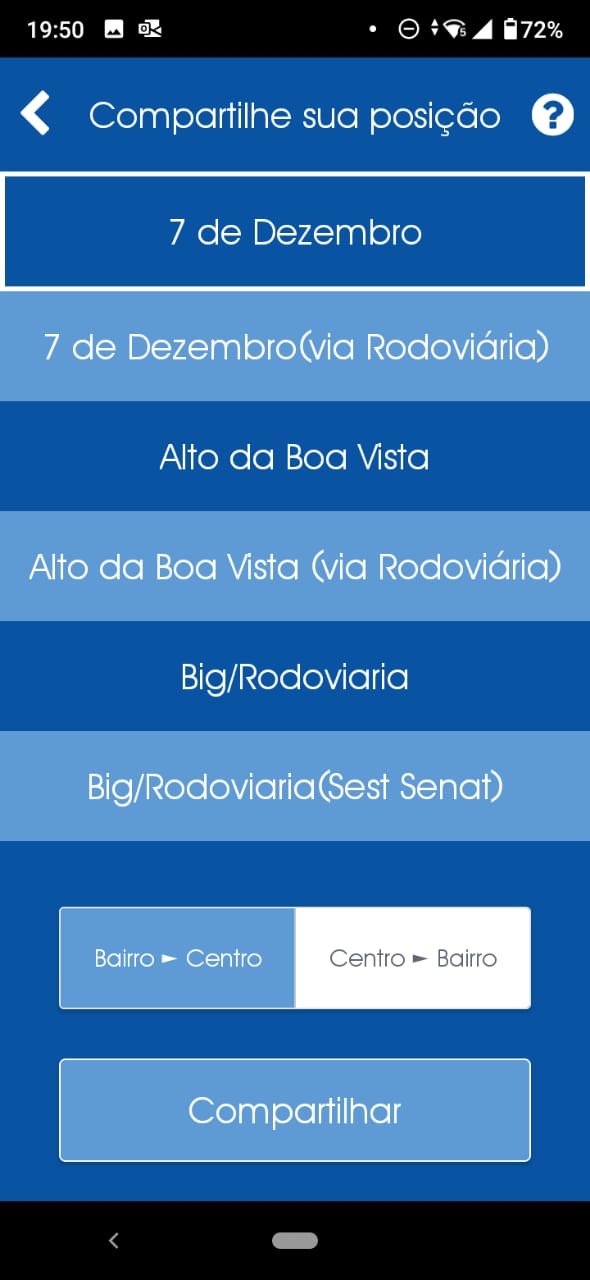 19:50
72%
Compartilhe sua posição
?
7 de Dezembro
7 de Dezembro(via Rodoviária)
Alto da Boa Vista
Alto da Boa Vista (via Rodoviária)
Big/Rodoviaria
Big/Rodoviaria(Sest Senat)
Bairro ► Centro
Centro ► Bairro
Compartilhar